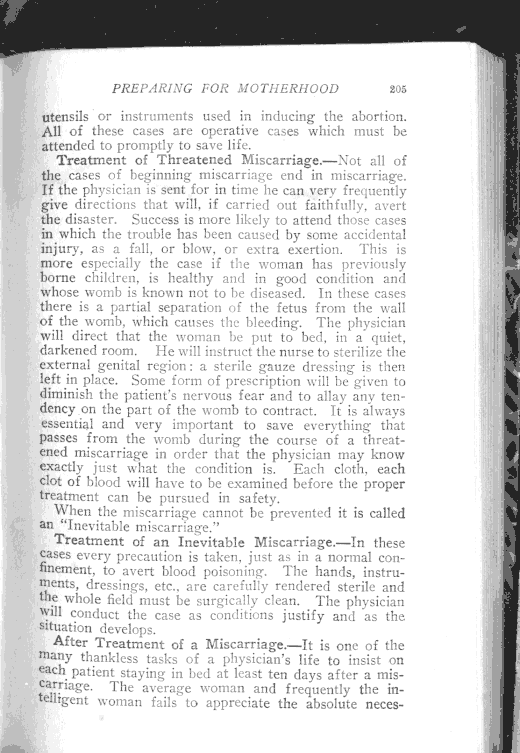 PREPARING FOR MOTHERHOOD 205
utensils or instruments used in inducing the abortion.
All of these cases are operative cases which must be
attended to promptly to save life.
Treatment of Threatened Miscarriage.—Not all of
the cases of beginning miscarriage end in miscarriage.
If the physician is sent for in time he can very frequently
give directions that will, if carried out faithfully, avert
the disaster. Success is more likely to attend those cases
in which the trouble has been caused by some accidental
injury, as a fall, or blow, or extra exertion. This is
more especially the case if the woman has previously
borne children, is healthy and in good condition and
whose womb is known not to be diseased. In these cases
there is a partial separation of the fetus from the wall
of the womb, which causes the bleeding. The physician
will direct that the woman be put to bed, in a quiet,
darkened room. He will instruct the nurse to sterilize the
external genital region: a sterile gauze dressing is then
left in place. Some form of prescription will be given to
diminish the patient's nervous fear and to allay any ten-
dency on the part of the womb to contract. It is always
essential and very important to save everything that
passes from the womb during the course of a threat-
ened miscarriage in order that the physician may know
exactly just what the condition is. Each cloth, each
clot of blood will have to be examined before the proper
treatment can be pursued in safety.
When the miscarriage cannot be prevented it is called
an "Inevitable miscarriage."
Treatment of an Inevitable Miscarriage.—In these
cases every precaution is taken, just as in a normal con-
finement, to avert blood poisoning. The hands, instru-
ments, dressings, etc., are carefully rendered sterile and
the whole field must be surgically clean. The physician
will conduct the case as conditions justify and as the
situation develops.
After Treatment of a Miscarriage.—It is one of the
many thankless tasks of a physician's life to insist on
each patient staying in bed at least ten days after a mis-
carriage. The average woman and frequently the in-
telligent woman fails to appreciate the absolute neces-